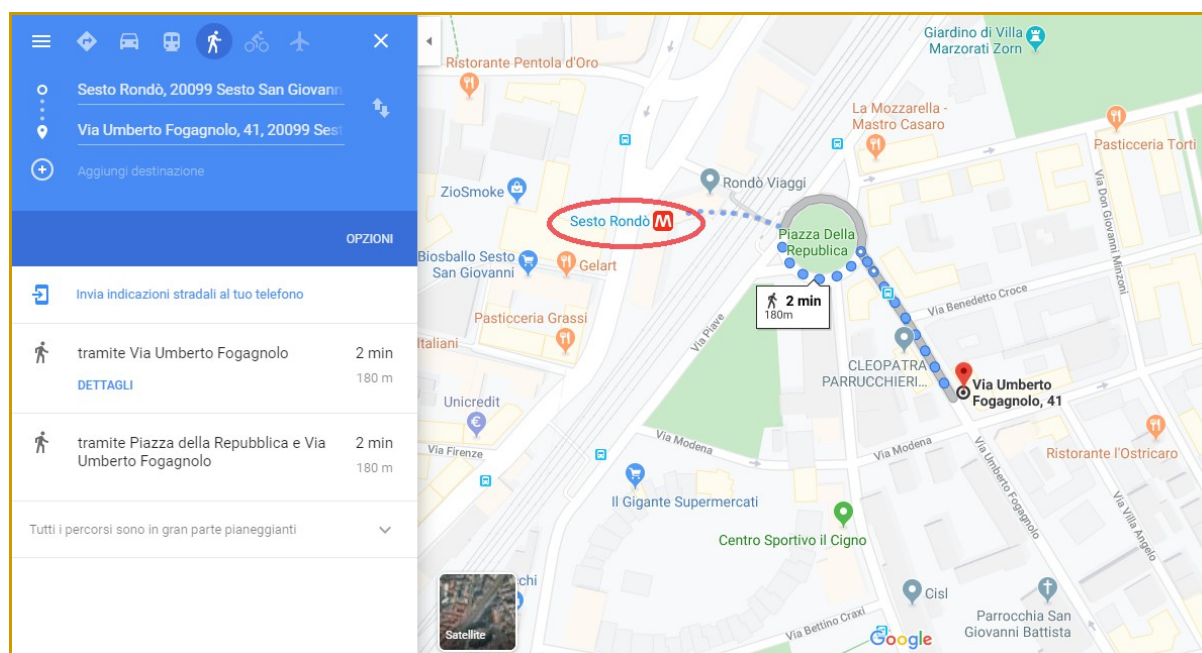 Sesto Rondò, 20099 Sesto San Giovann
Via Umberto Fogagnolo, 41, 20099 Sest
Aggiungi destinazione
OPZIONI
Invia indicazioni stradali al tuo telefono
tramite Via Umberto Fogagnolo 2 min
DETTAGLI 180 m
tramite Piazza della Repubblica e Via 2 min
Umberto Fogagnolo 180 m
Tutti i percorsi sono in gran parte pianeggianti
Giardino di Villa
Marzorati Zorn
Ristorante Pentola d'Oro
La Mozzarella -
Mastro Casaro
Pasticceria Torti
Rondò Viaggi
ZioSmoke
Sesto Rondò M
Piazza Della
Republica
Via Don Giovanni Minzoni
Biosballo Sesto
San Giovanni
Gelart
2 min
180m
Via Benedetto Croce
Pasticceria Grassi
Via Piave
Italiani
CLEOPATRA
PARRUCCHIERI...
Via Umberto
Fogagnolo, 41
Unicredit
€
Via Firenze
Via Modena
Via Modena
Via Umberto Fogagnolo
Ristorante l'Ostricaro
Il Gigante Supermercati
Via Villa Angelo
Centro Sportivo il Cigno
cchi
Cisl
Parrocchia San
Giovanni Battista
Via Bettino Craxi
Google
Satellite